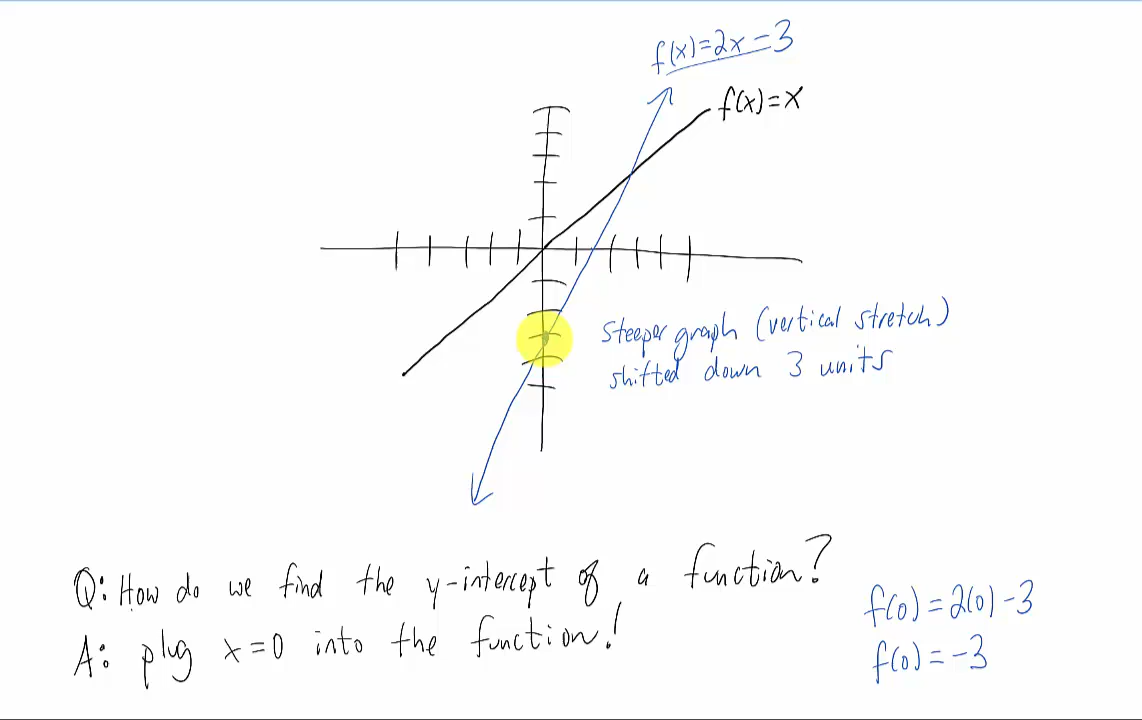 f(x)=2x-3
f(x)=x
Steeper graph (vertical stretch)
shifted down 3 units
Q: How do we find the y-intercept of a function?
A: plug x=0 into the function!
f(0)=2(0)-3
f(0)=-3